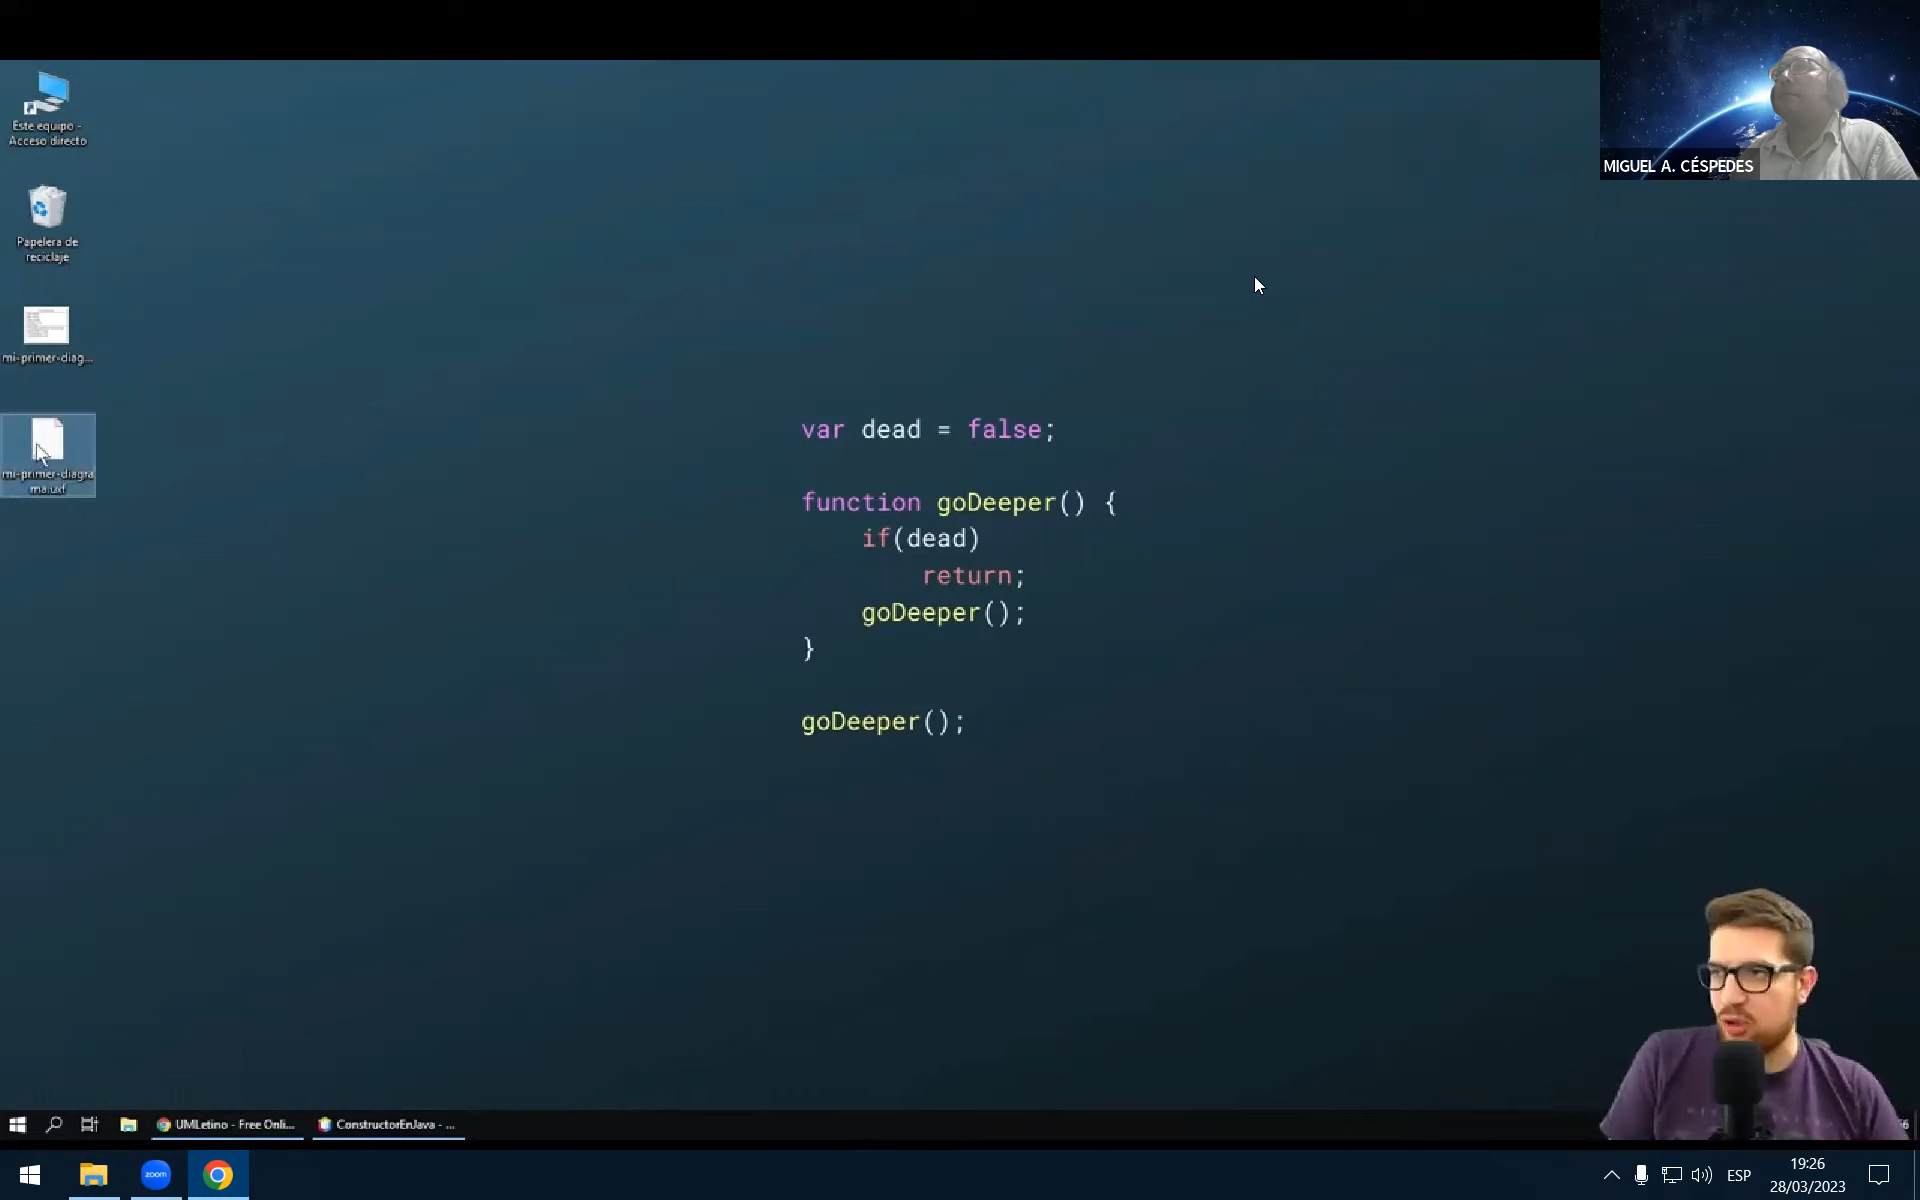 MIGUEL A. CÉSPEDES
Este equipo -
Acceso directo
Papelera de
reciclaje
mi-primer-diag...
mi-primer-diagra
ma.uxf
var dead = false;
function goDeeper() {
if(dead)
return;
goDeeper();
}
goDeeper();
UMLetino - Free Onli...
ConstructorEnJava - ...
zoom
ESP
19:26
28/03/2023